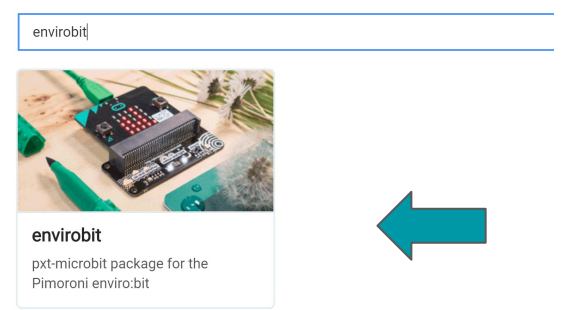 envirobit
envirobit
pxt-microbit package for the
Pimoroni enviro:bit